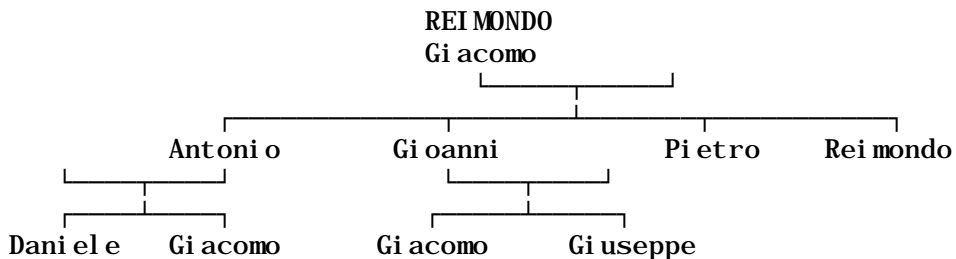 REIMONDO
Giacomo
Antonio Gioanni Pietro Reimondo
Daniele Giacomo Giacomo Giuseppe